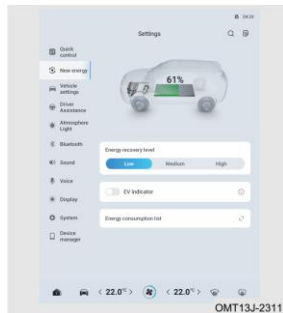 Settings
Quick
control
New energy
Vehicle
settings
Driver
Assistance
Atmosphere
Light
Bluetooth
Sound
Voice
Display
System
Device
manager
61%
Energy recovery level
Low Medium High
EV indicator
Energy consumption list
22.0°C 22.0°C
OMT13J-2311